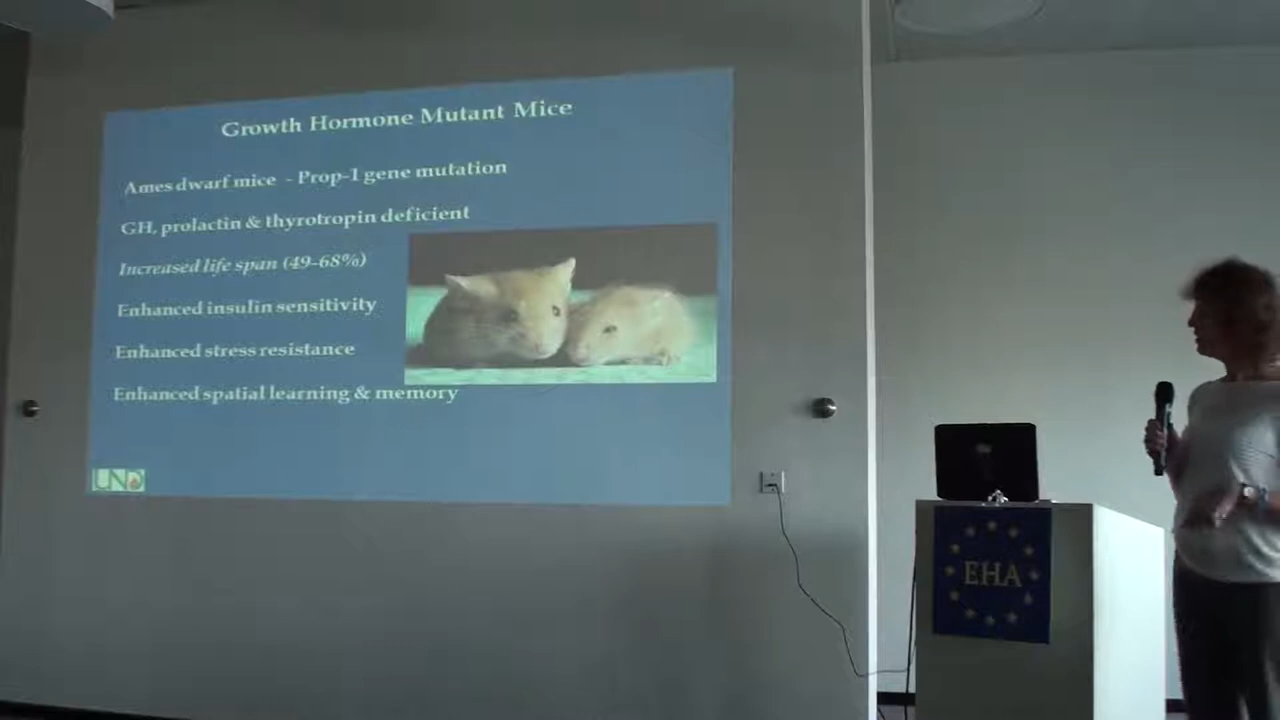 Growth Hormone Mutant Mice
Ames dwarf mice - Prop-1 gene mutation
GH, prolactin & thyrotropin deficient
Increased life span (49-68%)
Enhanced insulin sensitivity
Enhanced stress resistance
Enhanced spatial learning & memory
UND
EHA